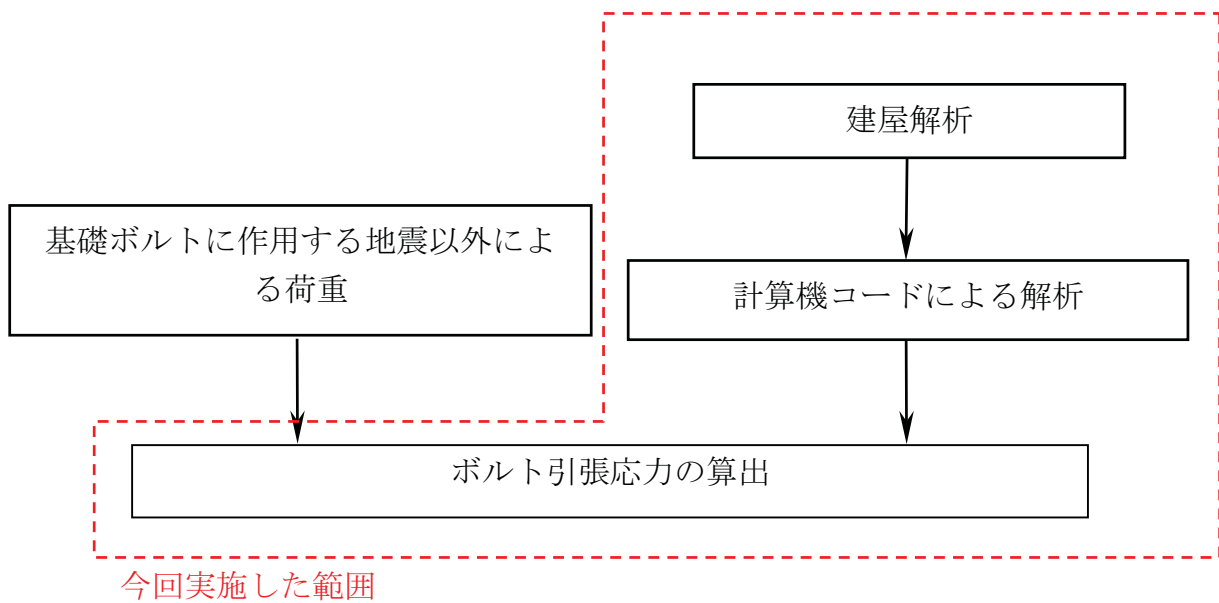 建屋解析
基礎ボルトに作用する地震以外によ
る荷重
計算機コードによる解析
ボルト引張応力の算出
今回実施した範囲